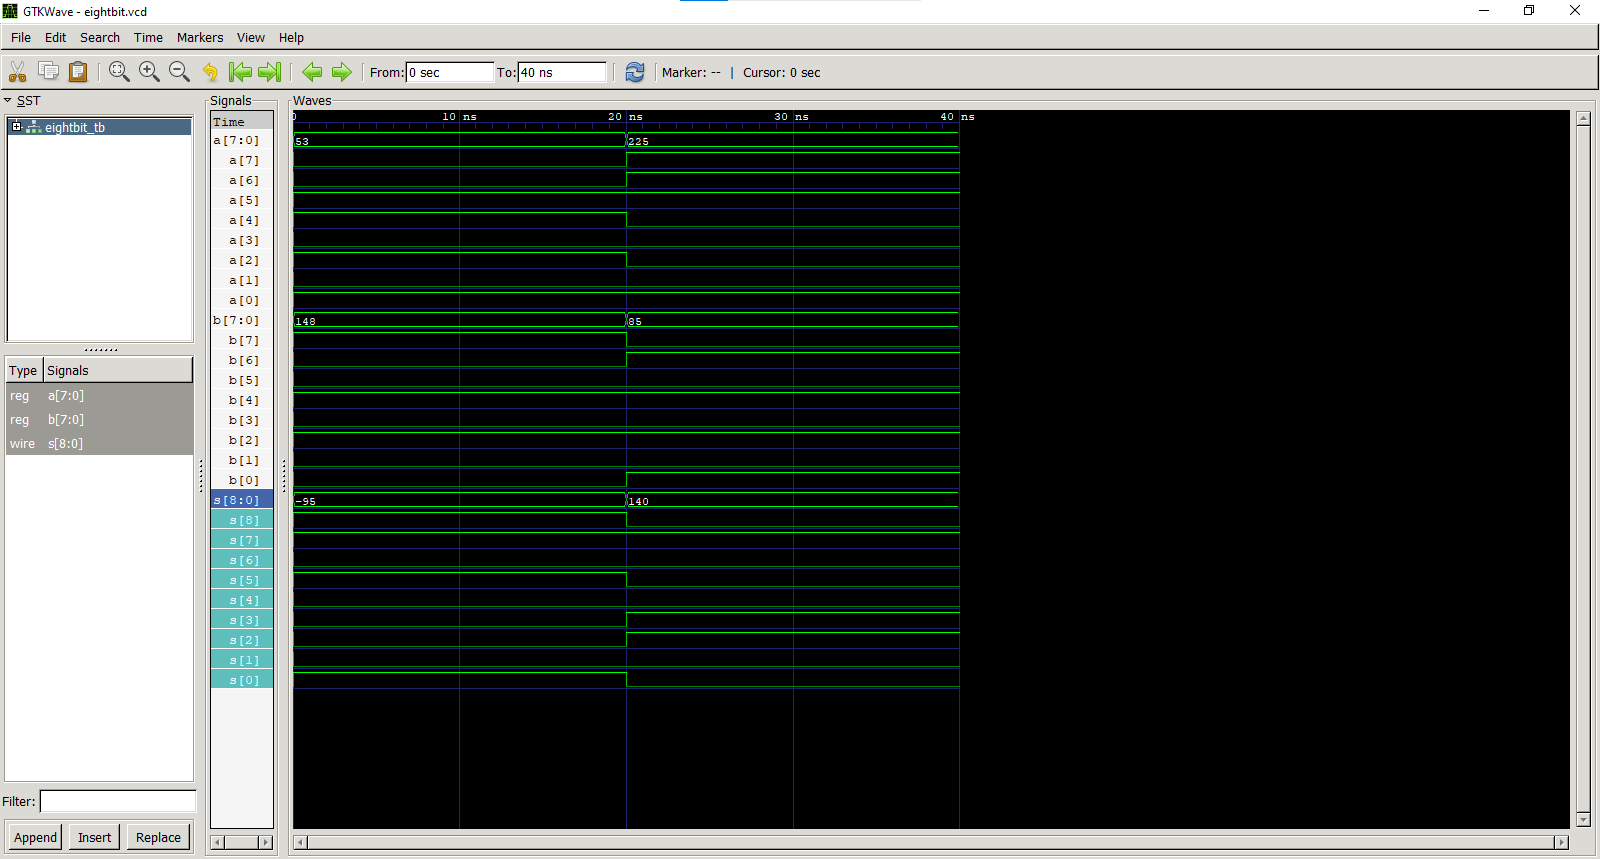 GTKWave - eightbit.vcd
File Edit Search Time Markers View Help
From: 0 sec To: 40 ns Marker: -- | Cursor: 0 sec
SST
eightbit_tb
Type Signals
reg a[7:0]
reg b[7:0]
wire s[8:0]
Filter:
Append Insert Replace
Signals
Time
a[7:0]
a[7]
a[6]
a[5]
a[4]
a[3]
a[2]
a[1]
a[0]
b[7:0]
b[7]
b[6]
b[5]
b[4]
b[3]
b[2]
b[1]
b[0]
s[8:0]
s[8]
s[7]
s[6]
s[5]
s[4]
s[3]
s[2]
s[1]
s[0]
Waves
0 10 ns 20 ns 30 ns 40 ns
53 225
148 85
-95 140